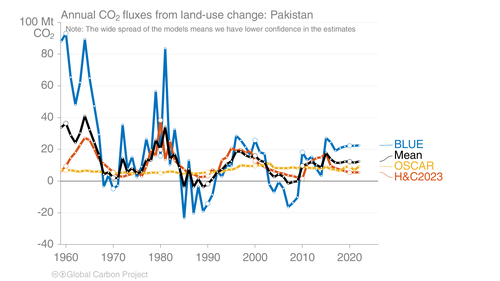 Annual CO₂ fluxes from land-use change: Pakistan
Note: The wide spread of the models means we have lower confidence in the estimates
100 Mt
CO₂
80
60
40
20
0
-20
-40
1960 1970 1980 1990 2000 2010 2020
BLUE
Mean
OSCAR
H&C2023
Global Carbon Project